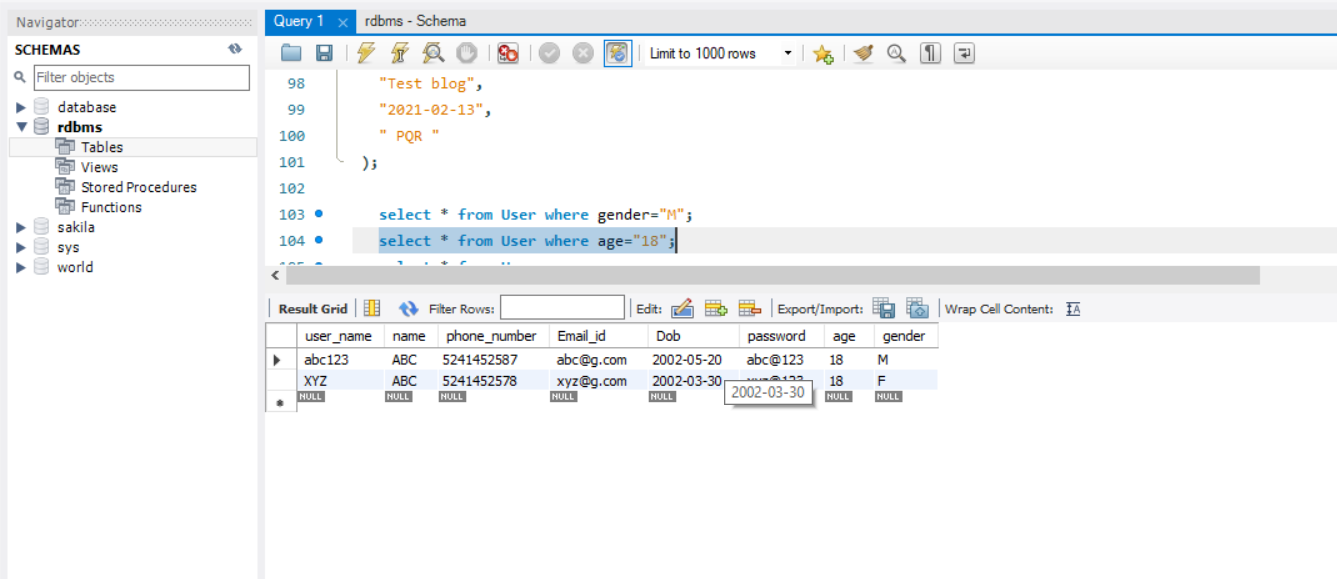 Navigator
SCHEMAS
Filter objects
database
rdbms
Tables
Views
Stored Procedures
Functions
sakila
sys
world
Query 1 × rdbms - Schema
Limit to 1000 rows
98 "Test blog",
99 "2021-02-13",
100 " PQR "
101 );
102
103 select * from User where gender="M";
104 select * from User where age="18";
Result Grid Filter Rows: Edit: Export/Import: Wrap Cell Content: IA
user_name name phone_number Email_id Dob password age gender
abc123 ABC 5241452587 abc@g.com 2002-05-20 abc@123 18 M
XYZ ABC 5241452578 xyz@g.com 2002-03-30 18 F
2002-03-30
NULL NULL NULL NULL NULL NULL NULL